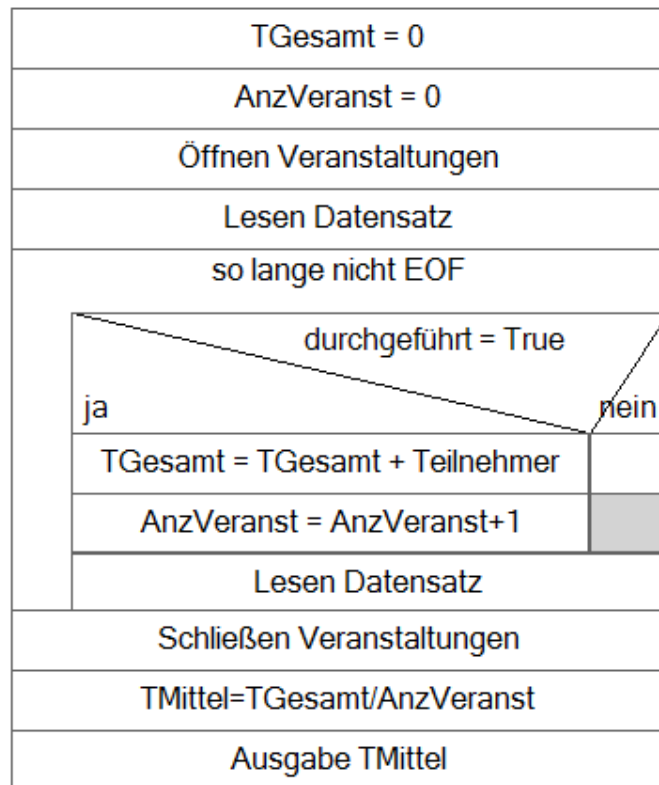 TGesamt = 0
AnzVeranst = 0
Öffnen Veranstaltungen
Lesen Datensatz
so lange nicht EOF
durchgeführt = True
ja
nein
TGesamt = TGesamt + Teilnehmer
AnzVeranst = AnzVeranst+1
Lesen Datensatz
Schließen Veranstaltungen
TMittel=TGesamt/AnzVeranst
Ausgabe TMittel